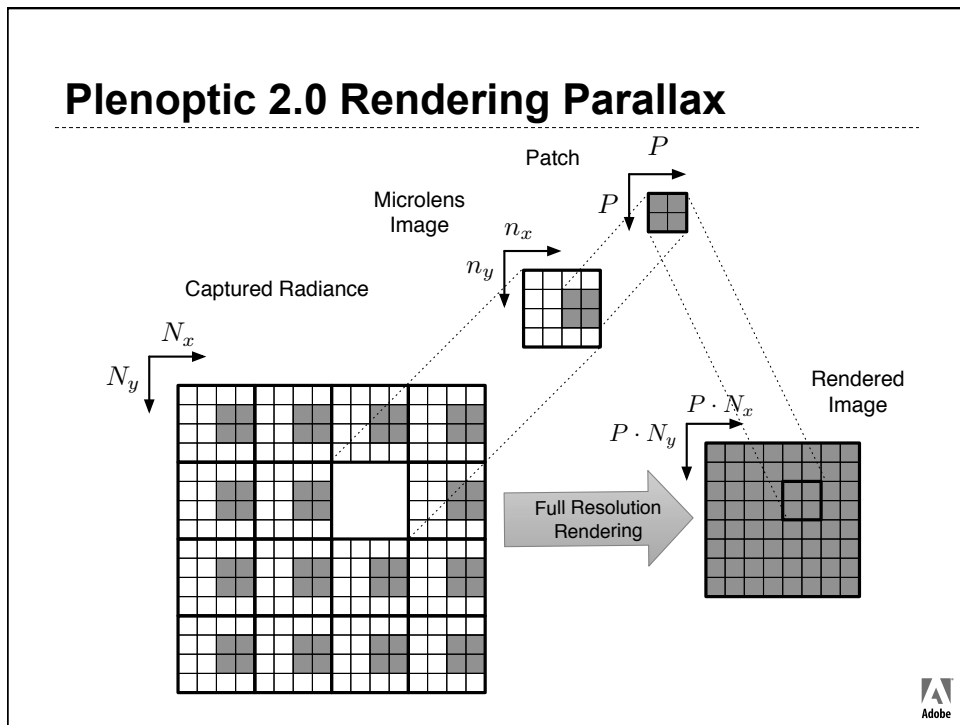 Plenoptic 2.0 Rendering Parallax
Patch
P
P
Microlens
Image
n_x
n_y
Captured Radiance
N_x
N_y
Rendered
Image
P · N_x
P · N_y
Full Resolution
Rendering
Adobe